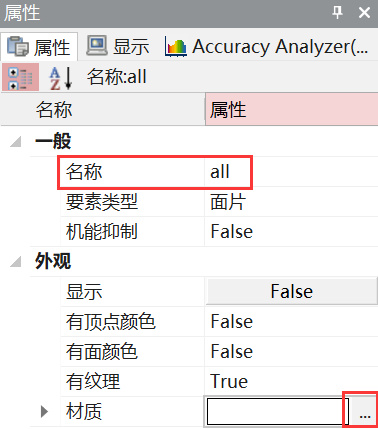 属性
属性 显示 Accuracy Analyzer(...
名称:all
名称 属性
一般
名称 all
要素类型 面片
机能抑制 False
外观
显示 False
有顶点颜色 False
有面颜色 False
有纹理 True
材质 ...